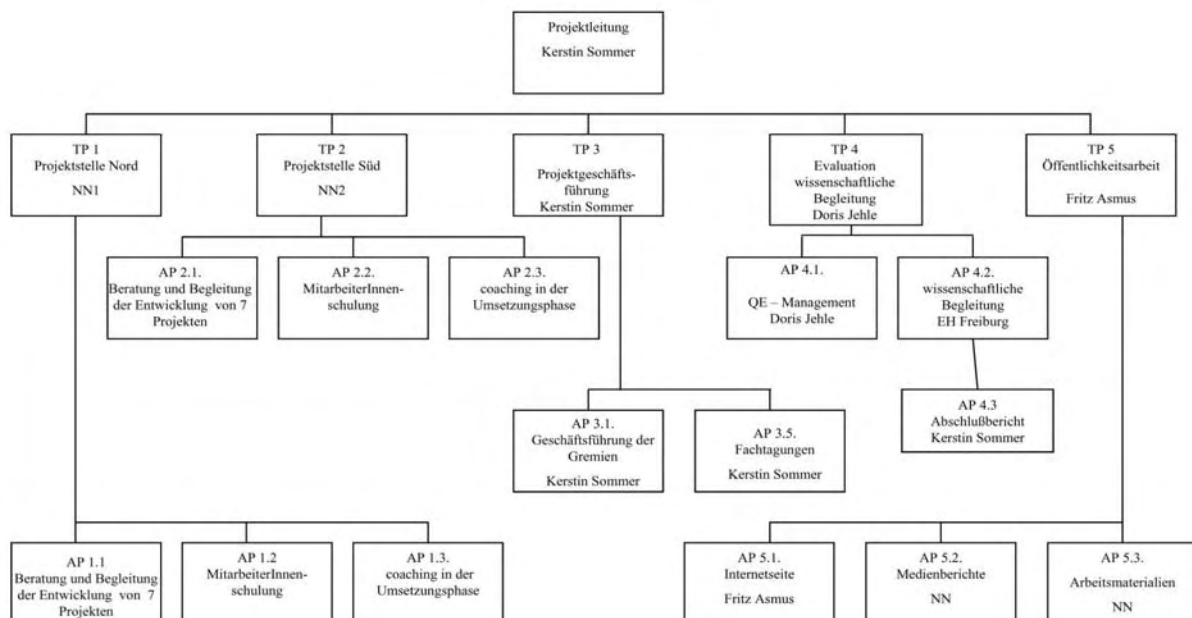 Projektleitung
Kerstin Sommer
TP 1
Projektstelle Nord
NN1
TP 2
Projektstelle Süd
NN2
TP 3
Projektgeschäfts-
führung
Kerstin Sommer
TP 4
Evaluation
wissenschaftliche
Begleitung
Doris Jehle
TP 5
Öffentlichkeitsarbeit
Fritz Asmus
AP 2.1.
Beratung und Begleitung
der Entwicklung von 7
Projekten
AP 2.2.
MitarbeiterInnen-
schulung
AP 2.3.
coaching in der
Umsetzungsphase
AP 4.1.
QE – Management
Doris Jehle
AP 4.2.
wissenschaftliche
Begleitung
EH Freiburg
AP 3.1.
Geschäftsführung der
Gremien
Kerstin Sommer
AP 3.5.
Fachtagungen
Kerstin Sommer
AP 4.3
Abschlußbericht
Kerstin Sommer
AP 1.1
Beratung und Begleitung
der Entwicklung von 7
Projekten
AP 1.2
MitarbeiterInnen-
schulung
AP 1.3.
coaching in der
Umsetzungsphase
AP 5.1.
Internetseite
Fritz Asmus
AP 5.2.
Medienberichte
NN
AP 5.3.
Arbeitsmaterialien
NN